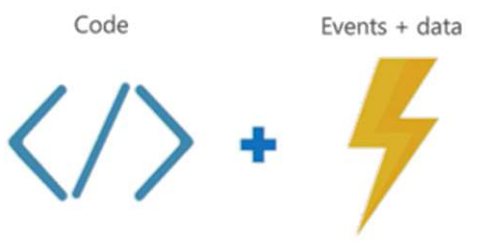 Code
Events + data